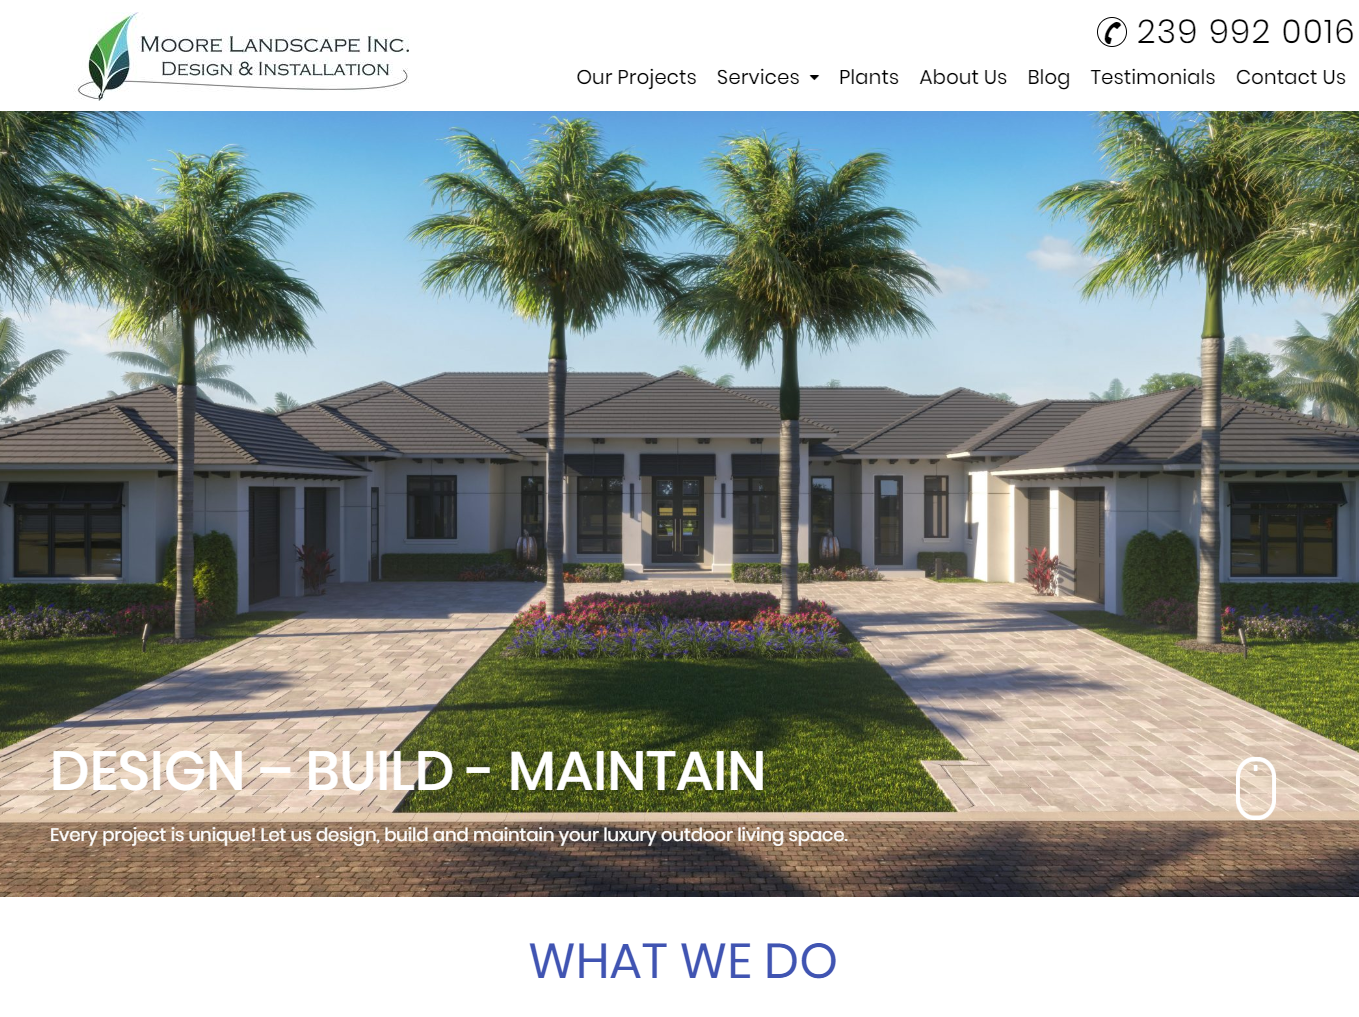 MOORE LANDSCAPE INC.
DESIGN & INSTALLATION
239 992 0016
Our Projects Services Plants About Us Blog Testimonials Contact Us
DESIGN – BUILD - MAINTAIN
Every project is unique! Let us design, build and maintain your luxury outdoor living space.
WHAT WE DO